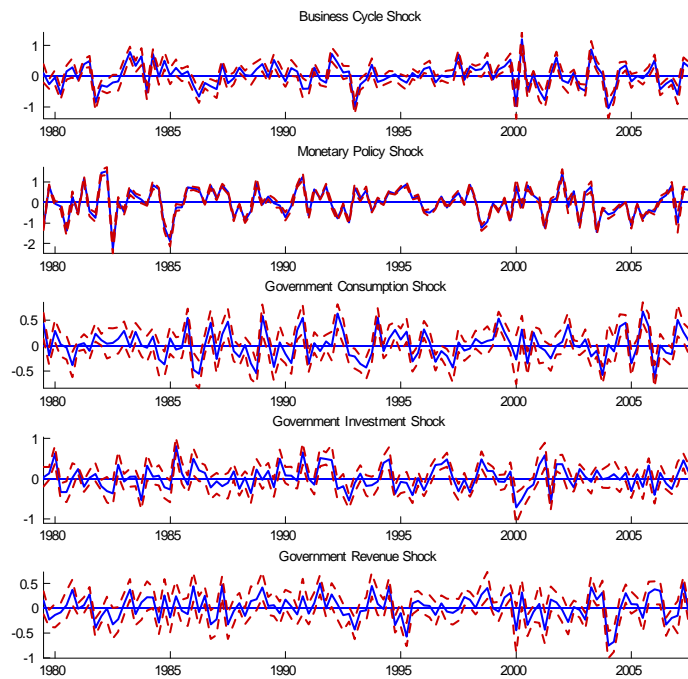 Business Cycle Shock
1
0
-1
1980 1985 1990 1995 2000 2005
Monetary Policy Shock
1
0
-1
-2
1980 1985 1990 1995 2000 2005
Government Consumption Shock
0.5
0
-0.5
1980 1985 1990 1995 2000 2005
Government Investment Shock
1
0
-1
1980 1985 1990 1995 2000 2005
Government Revenue Shock
0.5
0
-0.5
-1
1980 1985 1990 1995 2000 2005